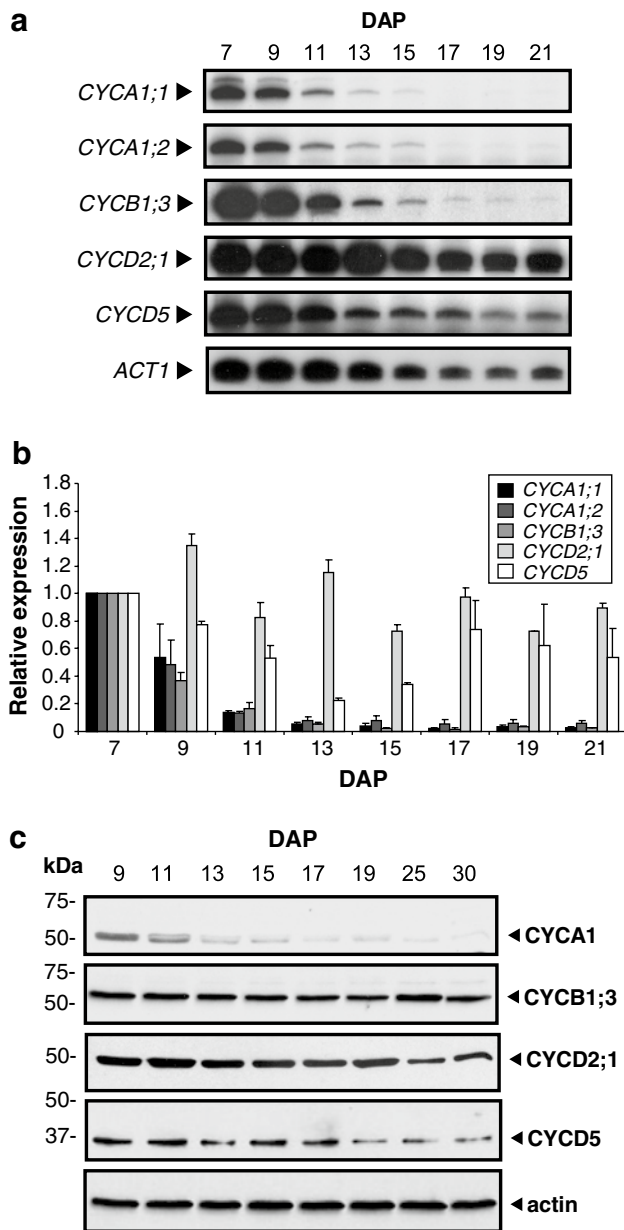 a
DAP
7 9 11 13 15 17 19 21
CYCA1;1
CYCA1;2
CYCB1;3
CYCD2;1
CYCD5
ACT1
b
1.8
1.6
1.4
1.2
1.0
0.8
0.6
0.4
0.2
0
Relative expression
CYCA1;1
CYCA1;2
CYCB1;3
CYCD2;1
CYCD5
7 9 11 13 15 17 19 21
DAP
c
DAP
kDa 9 11 13 15 17 19 25 30
75-
50- CYCA1
75-
50- CYCB1;3
50- CYCD2;1
50-
37- CYCD5
actin